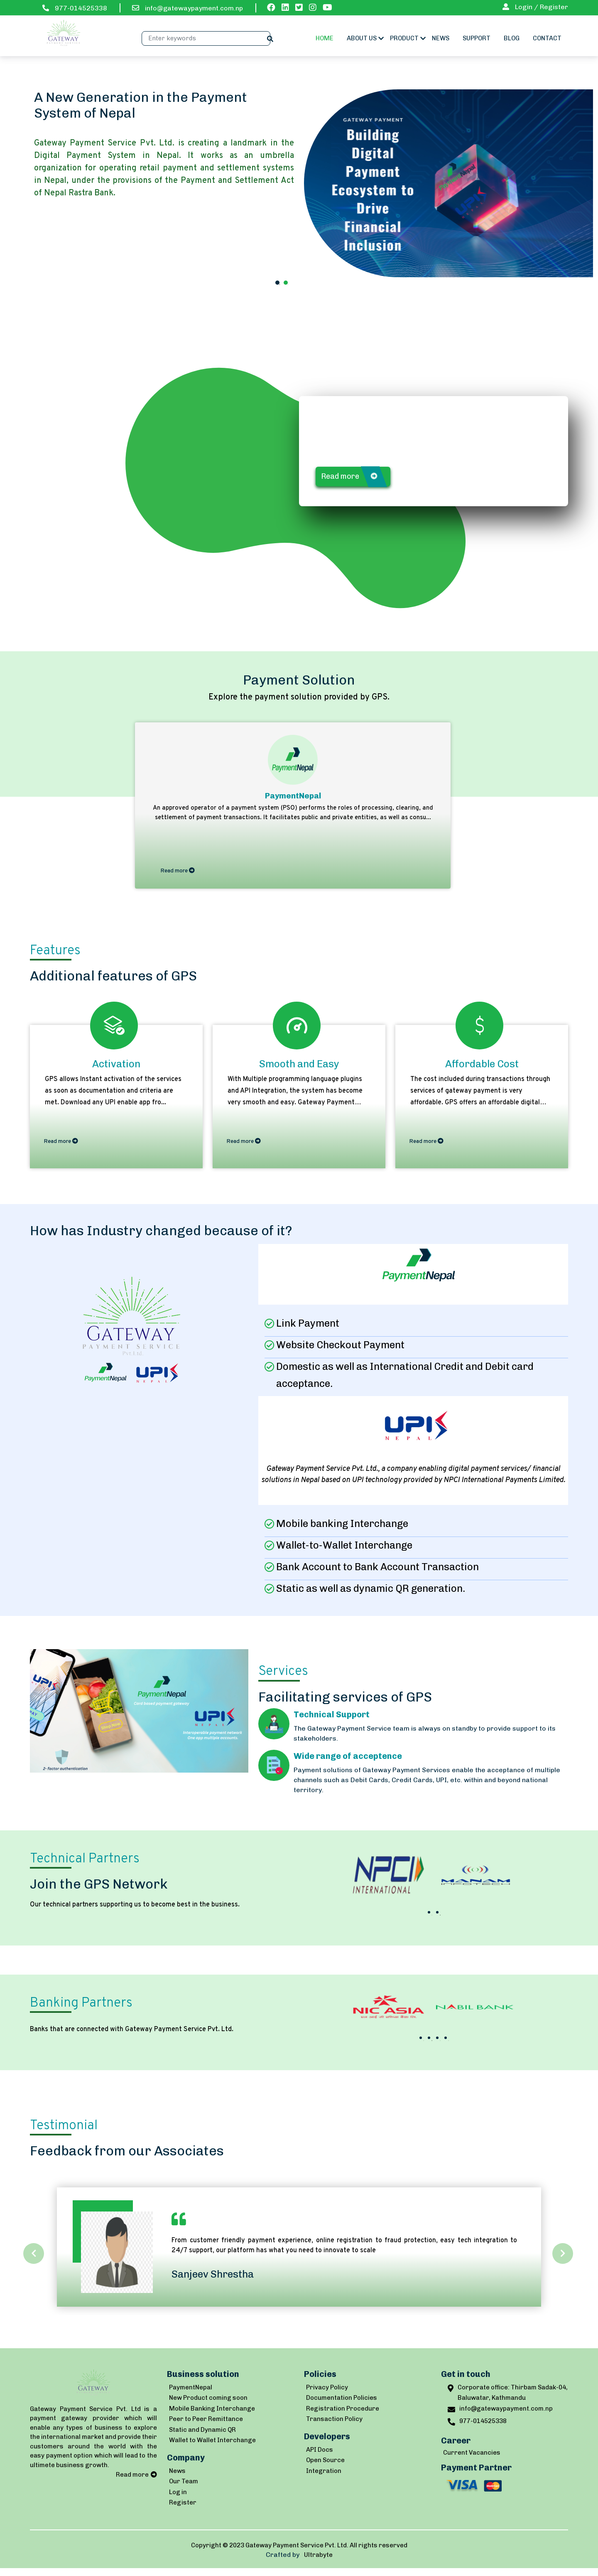 977-014525338
info@gatewaypayment.com.np
Login / Register
GATEWAY
Enter keywords
HOME
ABOUT US
PRODUCT
NEWS
SUPPORT
BLOG
CONTACT
A New Generation in the Payment
System of Nepal
Gateway Payment Service Pvt. Ltd. is creating a landmark in the
Digital Payment System in Nepal. It works as an umbrella
organization for operating retail payment and settlement systems
in Nepal, under the provisions of the Payment and Settlement Act
of Nepal Rastra Bank.
GATEWAY PAYMENT
Building
Digital
Payment
Ecosystem to
Drive
Financial
Inclusion
Read more
Payment Solution
Explore the payment solution provided by GPS.
PaymentNepal
PaymentNepal
An approved operator of a payment system (PSO) performs the roles of processing, clearing, and
settlement of payment transactions. It facilitates public and private entities, as well as consu...
Read more
Features
Additional features of GPS
Activation
GPS allows Instant activation of the services
as soon as documentation and criteria are
met. Download any UPI enable app fro...
Read more
Smooth and Easy
With Multiple programming language plugins
and API Integration, the system has become
very smooth and easy. Gateway Payment...
Read more
Affordable Cost
The cost included during transactions through
services of gateway payment is very
affordable. GPS offers an affordable digital...
Read more
How has Industry changed because of it?
GATEWAY
PAYMENT SERVICE
PaymentNepal
UPI
NEPAL
PaymentNepal
Link Payment
Website Checkout Payment
Domestic as well as International Credit and Debit card
acceptance.
UPI
NEPAL
Gateway Payment Service Pvt. Ltd., a company enabling digital payment services/ financial
solutions in Nepal based on UPI technology provided by NPCI International Payments Limited.
Mobile banking Interchange
Wallet-to-Wallet Interchange
Bank Account to Bank Account Transaction
Static as well as dynamic QR generation.
PaymentNepal
UPI
NEPAL
2-factor authentication
Services
Facilitating services of GPS
Technical Support
The Gateway Payment Service team is always on standby to provide support to its
stakeholders.
Wide range of acceptence
Payment solutions of Gateway Payment Services enable the acceptance of multiple
channels such as Debit Cards, Credit Cards, UPI, etc. within and beyond national
territory.
Technical Partners
Join the GPS Network
Our technical partners supporting us to become best in the business.
NPCI
INTERNATIONAL
MANORAM
Banking Partners
Banks that are connected with Gateway Payment Service Pvt. Ltd.
NIC ASIA
NABIL BANK
Testimonial
Feedback from our Associates
From customer friendly payment experience, online registration to fraud protection, easy tech integration to
24/7 support, our platform has what you need to innovate to scale
Sanjeev Shrestha
GATEWAY
Gateway Payment Service Pvt. Ltd is a
payment gateway provider which will
enable any types of business to explore
the international market and provide their
customers around the world with the
easy payment option which will lead to the
ultimate business growth.
Read more
Business solution
PaymentNepal
New Product coming soon
Mobile Banking Interchange
Peer to Peer Remittance
Static and Dynamic QR
Wallet to Wallet Interchange
Company
News
Our Team
Log in
Register
Policies
Privacy Policy
Documentation Policies
Registration Procedure
Transaction Policy
Developers
API Docs
Open Source
Integration
Get in touch
Corporate office: Thirbam Sadak-04,
Baluwatar, Kathmandu
info@gatewaypayment.com.np
977-014525338
Career
Current Vacancies
Payment Partner
VISA
Copyright © 2023 Gateway Payment Service Pvt. Ltd. All rights reserved
Crafted by Ultrabyte